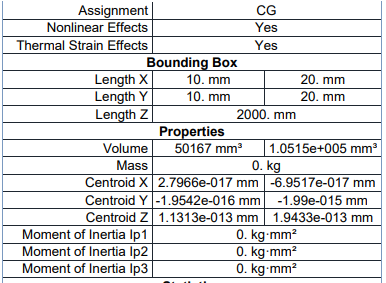 Assignment CG
Nonlinear Effects Yes
Thermal Strain Effects Yes
Bounding Box
Length X 10. mm 20. mm
Length Y 10. mm 20. mm
Length Z 2000. mm
Properties
Volume 50167 mm³ 1.0515e+005 mm³
Mass 0. kg
Centroid X 2.7966e-017 mm -6.9517e-017 mm
Centroid Y -1.9542e-016 mm -1.99e-015 mm
Centroid Z 1.1313e-013 mm 1.9433e-013 mm
Moment of Inertia Ip1 0. kg·mm²
Moment of Inertia Ip2 0. kg·mm²
Moment of Inertia Ip3 0. kg·mm²